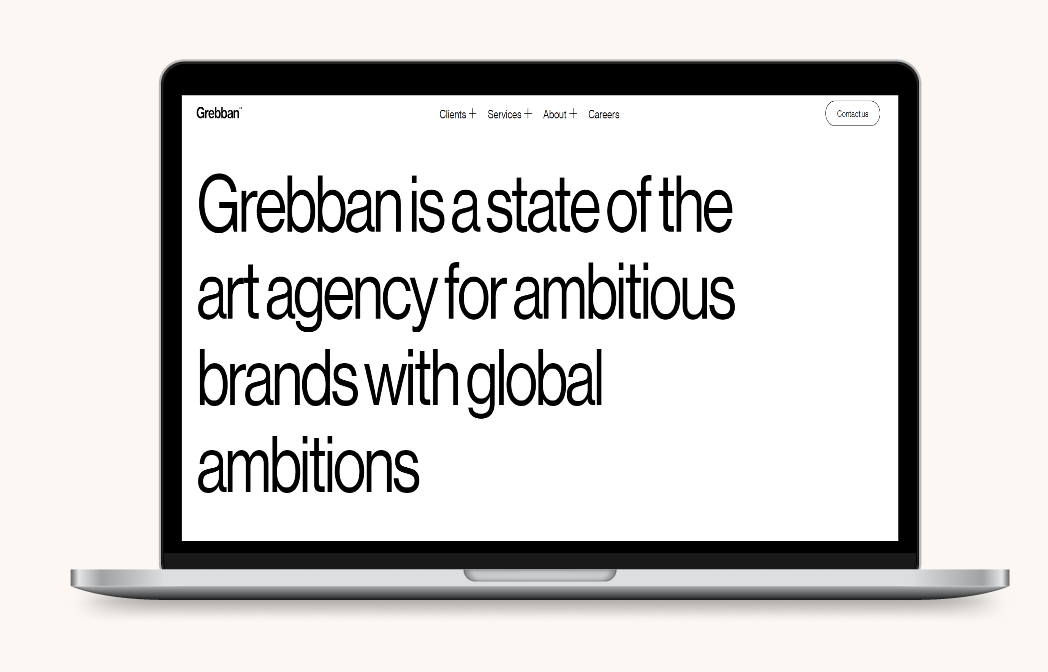 Grebban™
Clients + Services + About + Careers
Contact us
Grebban is a state of the
art agency for ambitious
brands with global
ambitions